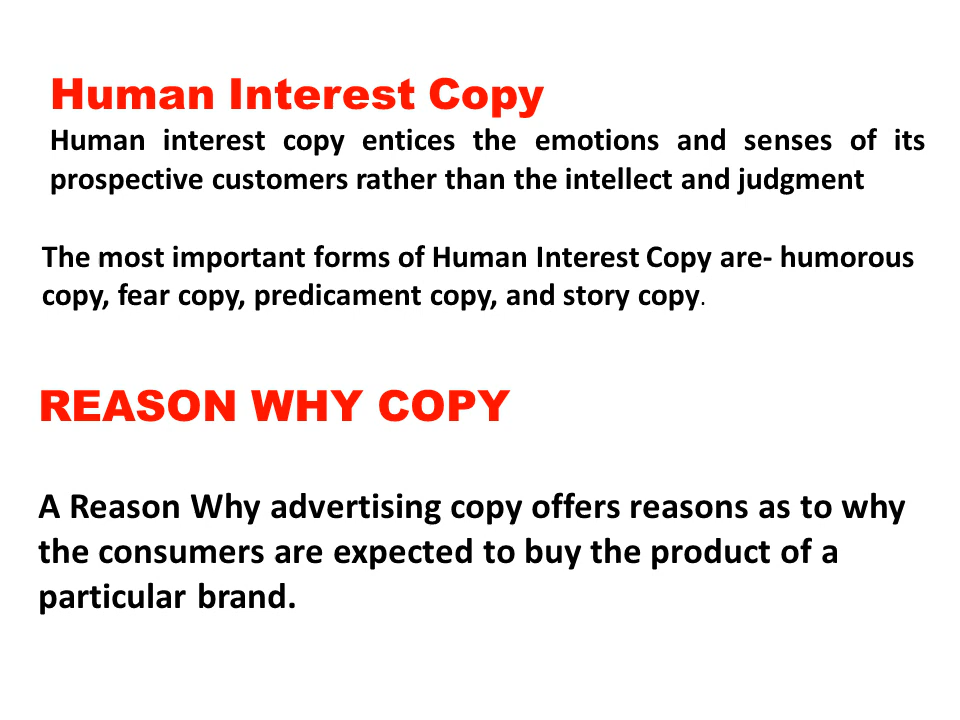 Human Interest Copy
Human interest copy entices the emotions and senses of its
prospective customers rather than the intellect and judgment
The most important forms of Human Interest Copy are- humorous
copy, fear copy, predicament copy, and story copy.
REASON WHY COPY
A Reason Why advertising copy offers reasons as to why
the consumers are expected to buy the product of a
particular brand.